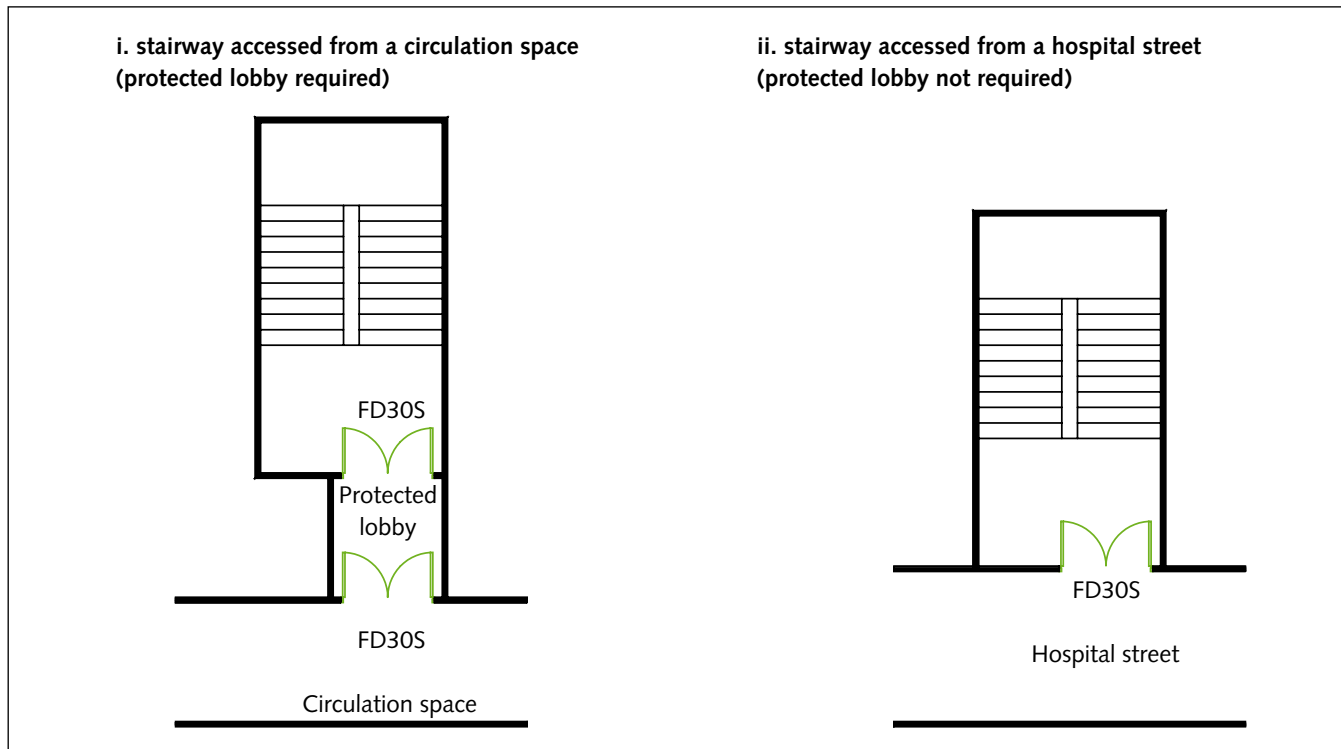 i. stairway accessed from a circulation space
(protected lobby required)
FD30S
Protected
lobby
FD30S
Circulation space
ii. stairway accessed from a hospital street
(protected lobby not required)
FD30S
Hospital street